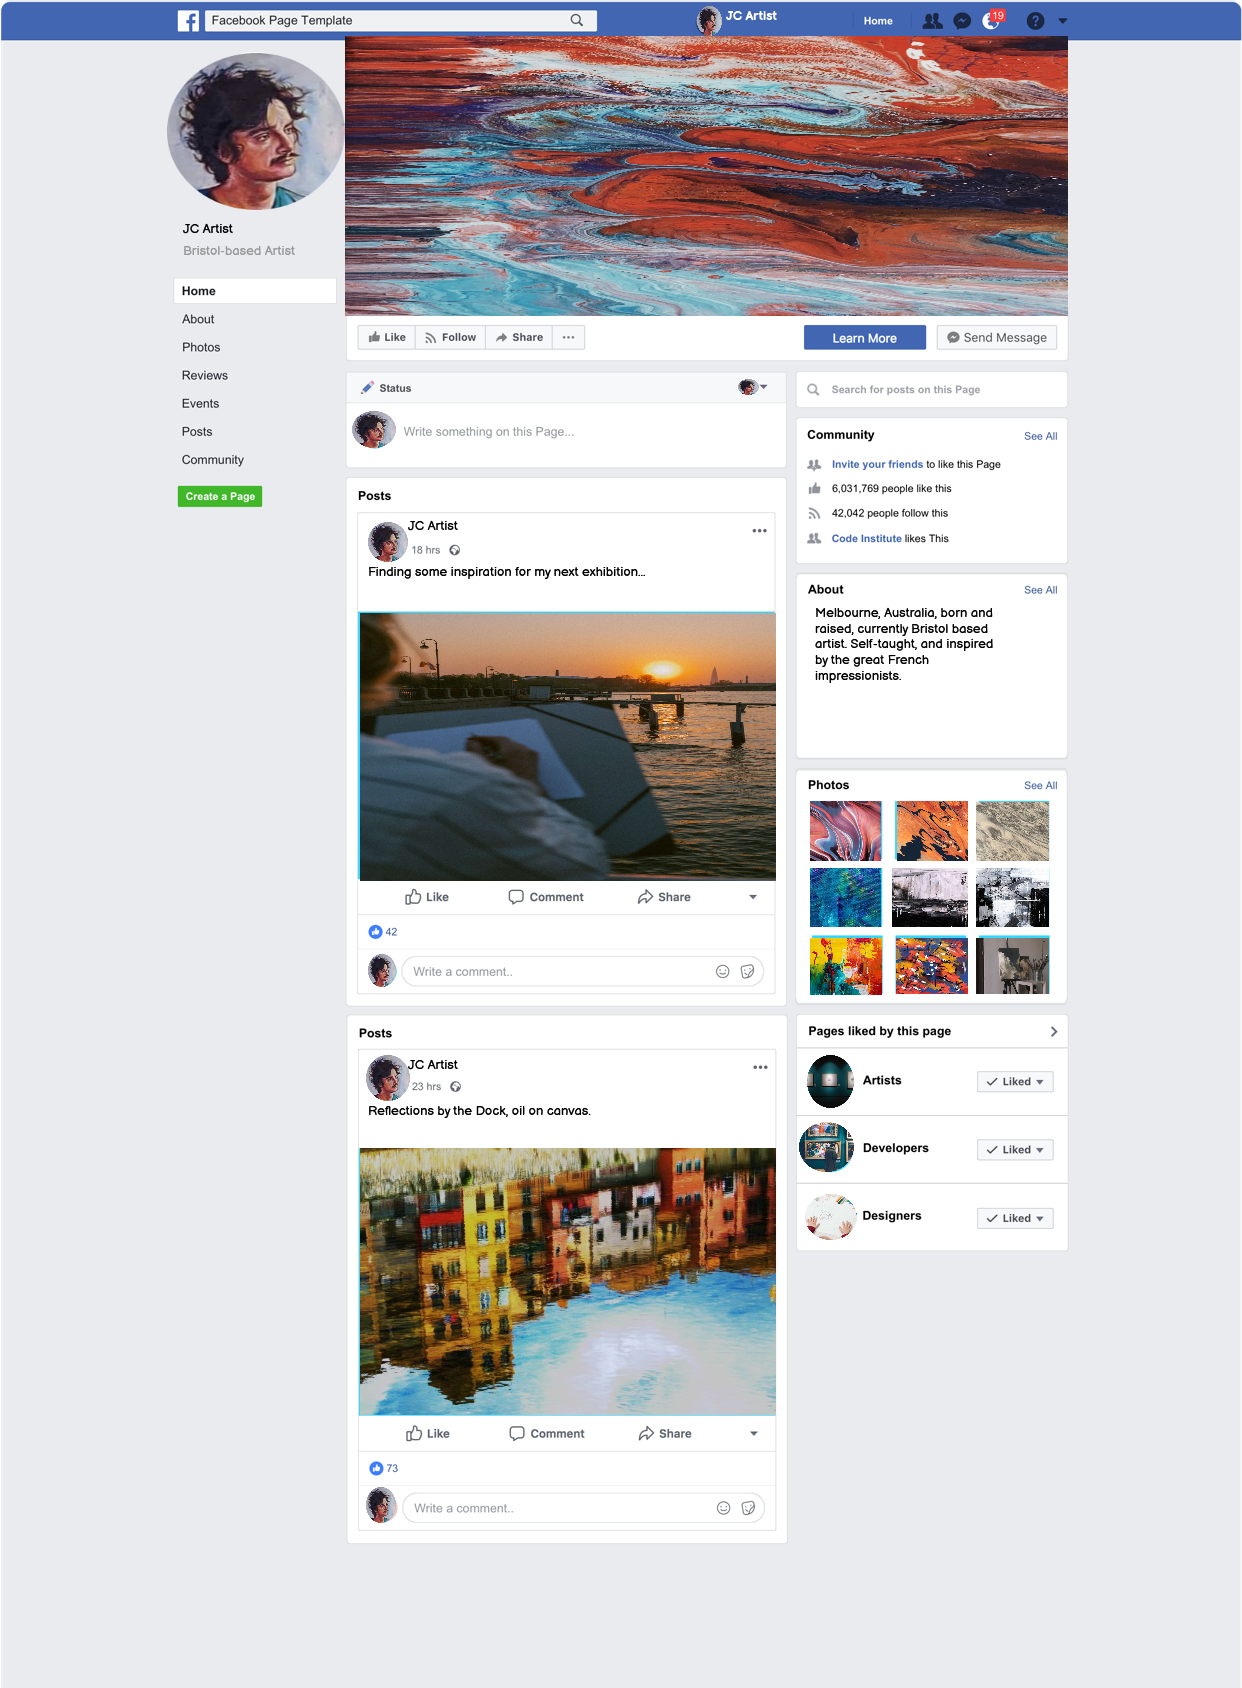 Facebook Page Template
JC Artist
Home
19
JC Artist
Bristol-based Artist
Home
About
Photos
Reviews
Events
Posts
Community
Create a Page
Like
Follow
Share
Learn More
Send Message
Status
Write something on this Page...
Posts
JC Artist
18 hrs
Finding some inspiration for my next exhibition...
Like
Comment
Share
42
Write a comment..
Posts
JC Artist
23 hrs
Reflections by the Dock, oil on canvas.
Like
Comment
Share
73
Write a comment..
Search for posts on this Page
Community
See All
Invite your friends to like this Page
6,031,769 people like this
42,042 people follow this
Code Institute likes This
About
See All
Melbourne, Australia, born and
raised, currently Bristol based
artist. Self-taught, and inspired
by the great French
impressionists.
Photos
See All
Pages liked by this page
Artists
Liked
Developers
Liked
Designers
Liked